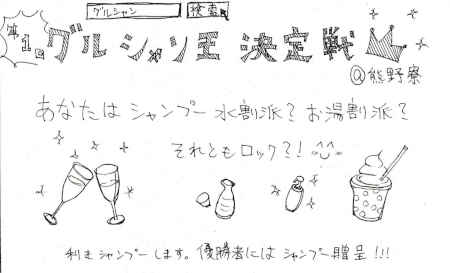 グルシャン 検索
第1回グルシャン王決定戦
@熊野寮
あなたは シャンプー 水割派? お湯割派?
それとも ロック?!
利きシャンプーします。優勝者には シャンプー贈呈!!!